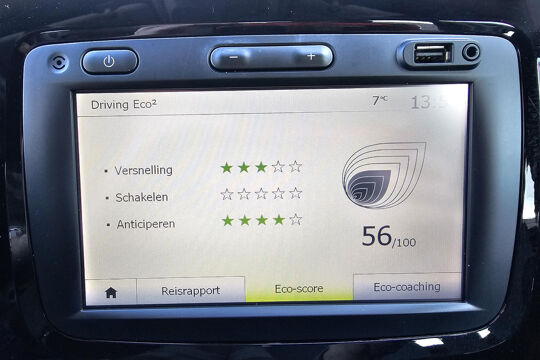 Driving Eco²
7°C
Versnelling
Schakelen
Anticiperen
56/100
Reisrapport
Eco-score
Eco-coaching